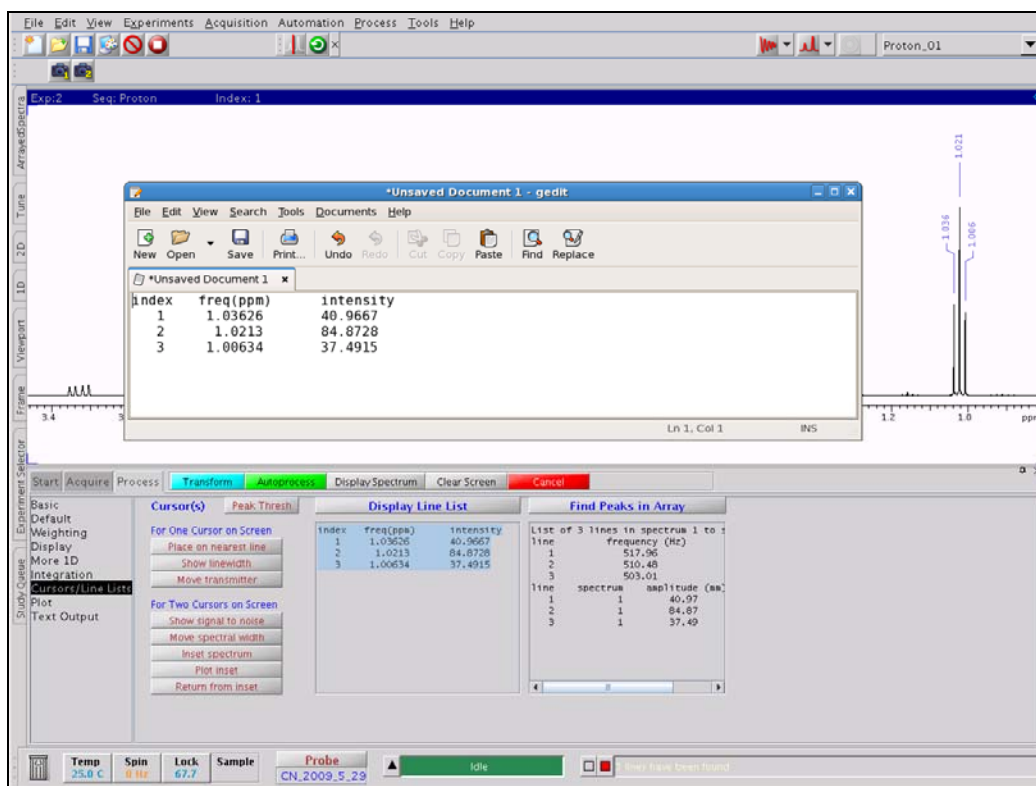 File Edit View Experiments Acquisition Automation Process Tools Help
Proton_01
Exp:2 Seq: Proton Index: 1
ArrayedSpectra
Tune
2D
1D
Viewport
Frame
Experiment Selector
Study Queue
1.036
1.021
1.066
*Unsaved Document 1 - gedit
File Edit View Search Tools Documents Help
New Open Save Print... Undo Redo Cut Copy Paste Find Replace
*Unsaved Document 1
index freq(ppm) intensity
1 1.03626 40.9667
2 1.0213 84.8728
3 1.00634 37.4915
Ln 1, Col 1 INS
3.4 1.2 1.0 ppm
Start Acquire Process Transform Autoprocess Display Spectrum Clear Screen Cancel
Basic
Default
Weighting
Display
More 1D
Integration
Cursors/Line Lists
Plot
Text Output
Cursor(s) Peak Thresh
For One Cursor on Screen
Place on nearest line
Show linewidth
Move transmitter
For Two Cursors on Screen
Show signal to noise
Move spectral width
Inset spectrum
Plot inset
Return from inset
Display Line List
index freq(ppm) intensity
1 1.03626 40.9667
2 1.0213 84.8728
3 1.00634 37.4915
Find Peaks in Array
List of 3 lines in spectrum 1 to
line frequency (Hz)
1 517.96
2 510.48
3 503.01
line spectrum amplitude (mm)
1 1 40.97
2 1 84.87
3 1 37.49
Temp Spin Lock Sample Probe
25.0 C 0 Hz 67.7 CN_2009_5_29 Idle
3 lines have been found